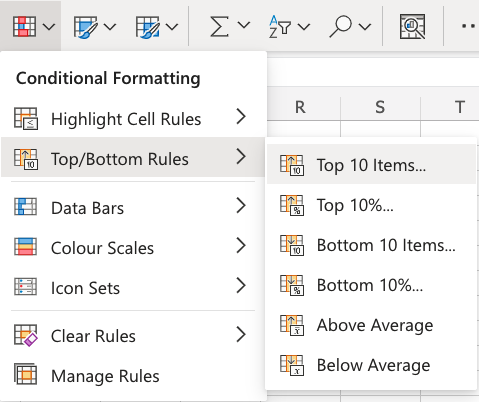 Conditional Formatting
Highlight Cell Rules
Top/Bottom Rules
Data Bars
Colour Scales
Icon Sets
Clear Rules
Manage Rules
R S T
Top 10 Items...
Top 10%...
Bottom 10 Items...
Bottom 10%...
Above Average
Below Average